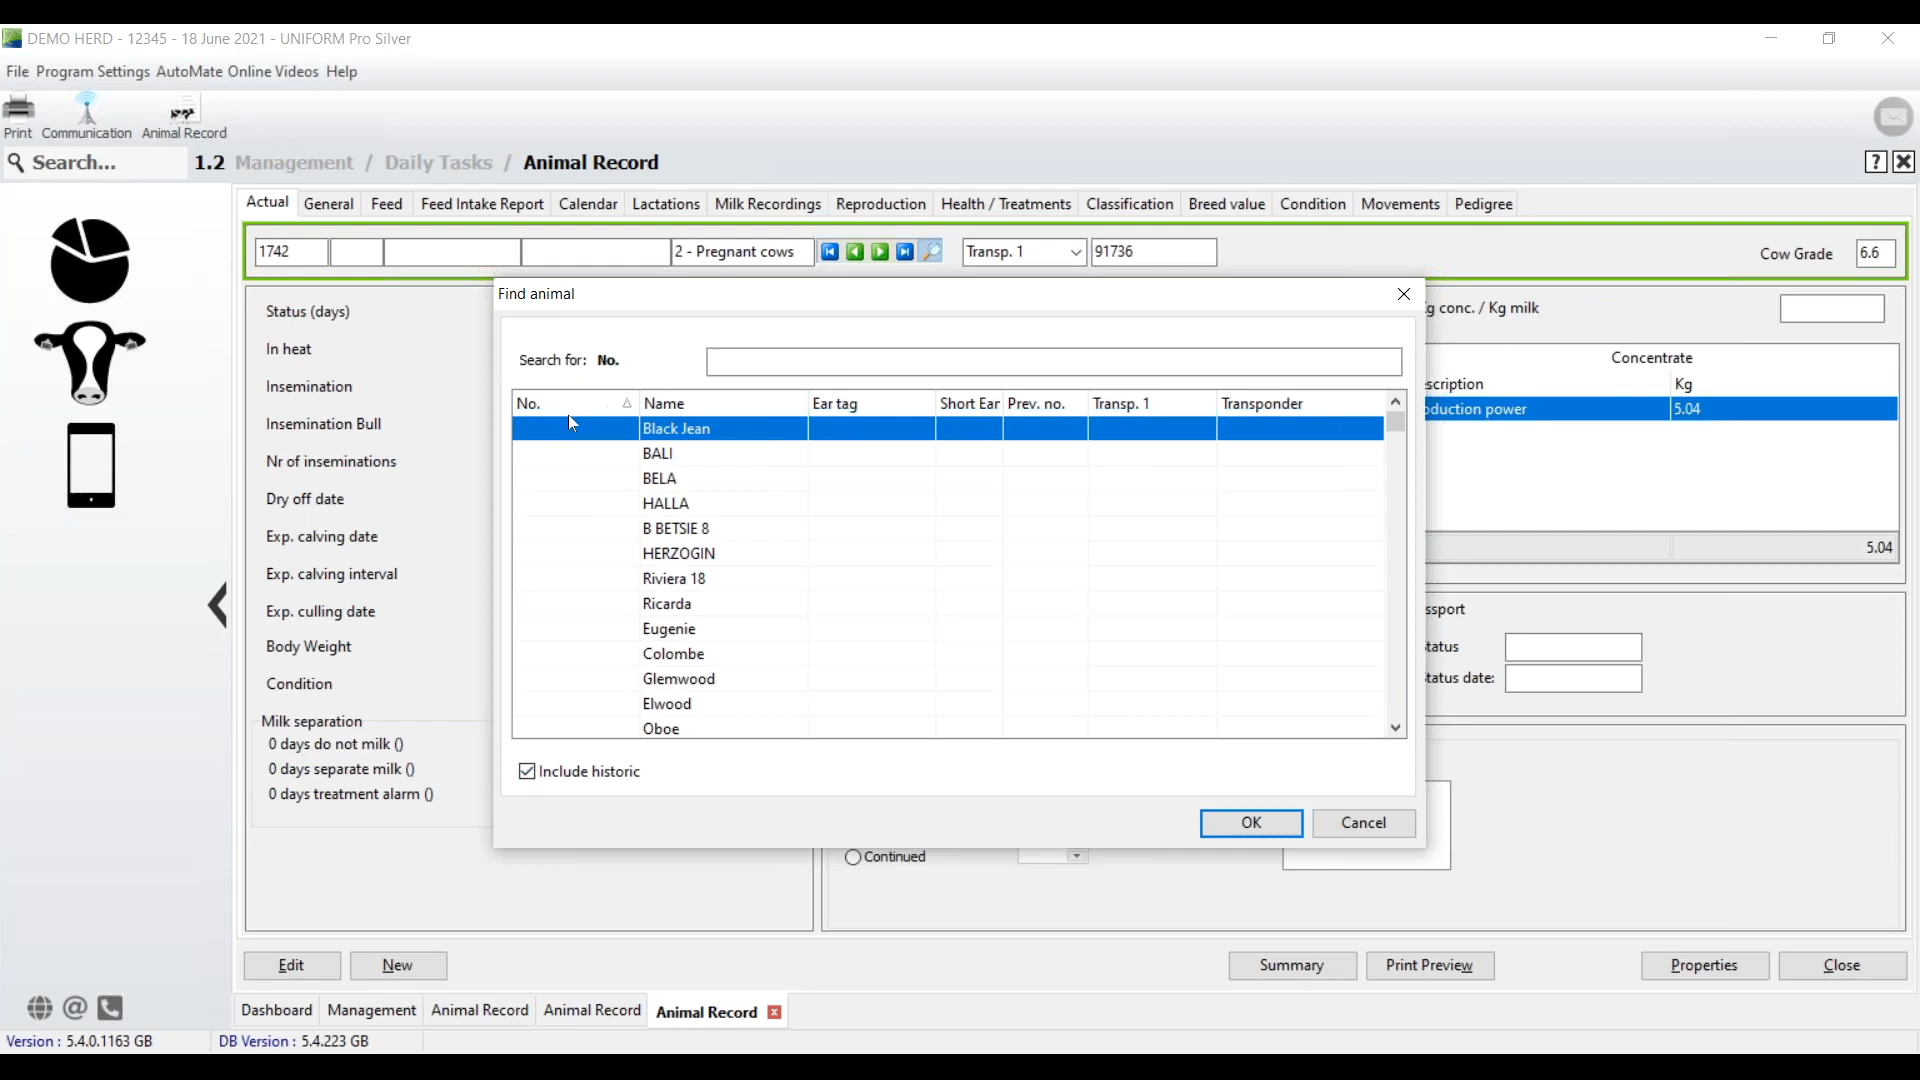 DEMO HERD - 12345 - 18 June 2021 - UNIFORM Pro Silver
File Program Settings AutoMate Online Videos Help
Print Communication Animal Record
Search... 1.2 Management / Daily Tasks / Animal Record ?
Actual General Feed Feed Intake Report Calendar Lactations Milk Recordings Reproduction Health / Treatments Classification Breed value Condition Movements Pedigree
1742 2 - Pregnant cows Transp. 1 91736 Cow Grade 6.6
Find animal
Status (days)
g conc. / Kg milk
In heat
Search for: No.
Concentrate
Insemination
scription Kg
No. Name Ear tag Short Ear Prev. no. Transp. 1 Transponder
oduction power 5.04
Insemination Bull
Black Jean
BALI
Nr of inseminations
BELA
Dry off date
HALLA
B BETSIE 8
Exp. calving date
HERZOGIN
5.04
Exp. calving interval
Riviera 18
Ricarda
Exp. culling date
ssport
Eugenie
Body Weight
tatus
Colombe
Condition
Glemwood
tatus date:
Elwood
Milk separation
Oboe
0 days do not milk ()
0 days separate milk ()
Include historic
0 days treatment alarm ()
OK Cancel
Continued
Edit New Summary Print Preview Properties Close
Dashboard Management Animal Record Animal Record Animal Record
Version : 5.4.0.1163 GB DB Version : 5.4.223 GB